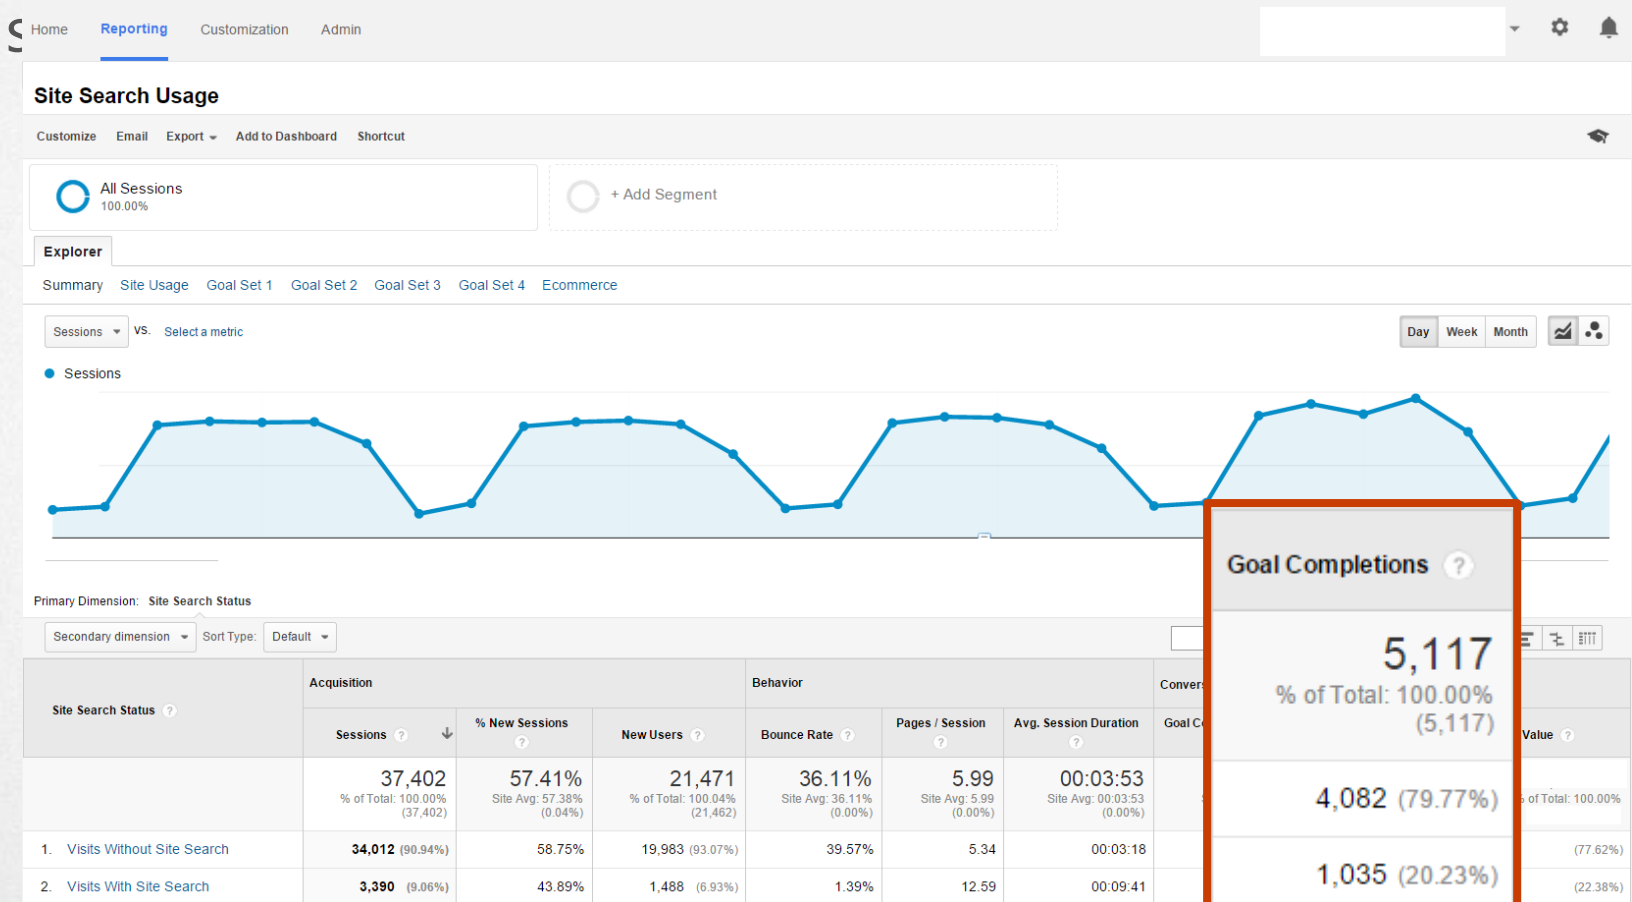 S
Home Reporting Customization Admin
Site Search Usage
Customize Email Export Add to Dashboard Shortcut
All Sessions
100.00%
+ Add Segment
Explorer
Summary Site Usage Goal Set 1 Goal Set 2 Goal Set 3 Goal Set 4 Ecommerce
Sessions VS. Select a metric Day Week Month
Sessions
Primary Dimension: Site Search Status
Secondary dimension Sort Type: Default
Site Search Status ?
Acquisition Behavior Conver
Sessions ? % New Sessions ? New Users ? Bounce Rate ? Pages / Session ? Avg. Session Duration ? Goal Co Value ?
37,402 57.41% 21,471 36.11% 5.99 00:03:53
% of Total: 100.00% Site Avg: 57.38% % of Total: 100.04% Site Avg: 36.11% Site Avg: 5.99 Site Avg: 00:03:53 % of Total: 100.00%
(37,402) (0.04%) (21,462) (0.00%) (0.00%) (0.00%)
1. Visits Without Site Search 34,012 (90.94%) 58.75% 19,983 (93.07%) 39.57% 5.34 00:03:18 (77.62%)
2. Visits With Site Search 3,390 (9.06%) 43.89% 1,488 (6.93%) 1.39% 12.59 00:09:41 (22.38%)
Goal Completions ?
5,117
% of Total: 100.00%
(5,117)
4,082 (79.77%)
1,035 (20.23%)